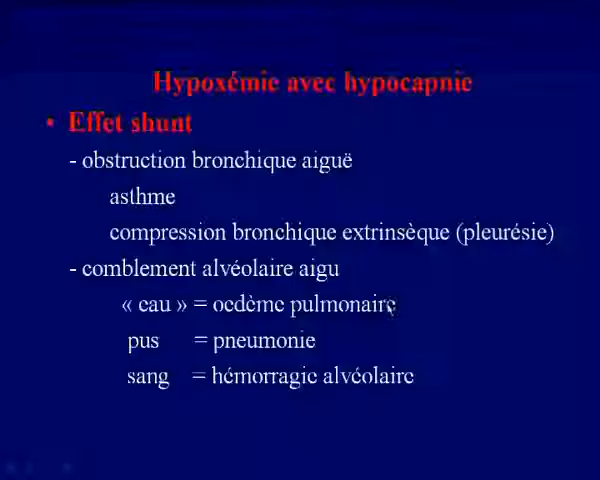 Hypoxémie avec hypocapnie
• Effet shunt
- obstruction bronchique aiguë
asthme
compression bronchique extrinsèque (pleurésie)
- comblement alvéolaire aigu
« eau » = oedème pulmonaire
pus = pneumonie
sang = hémorragie alvéolaire